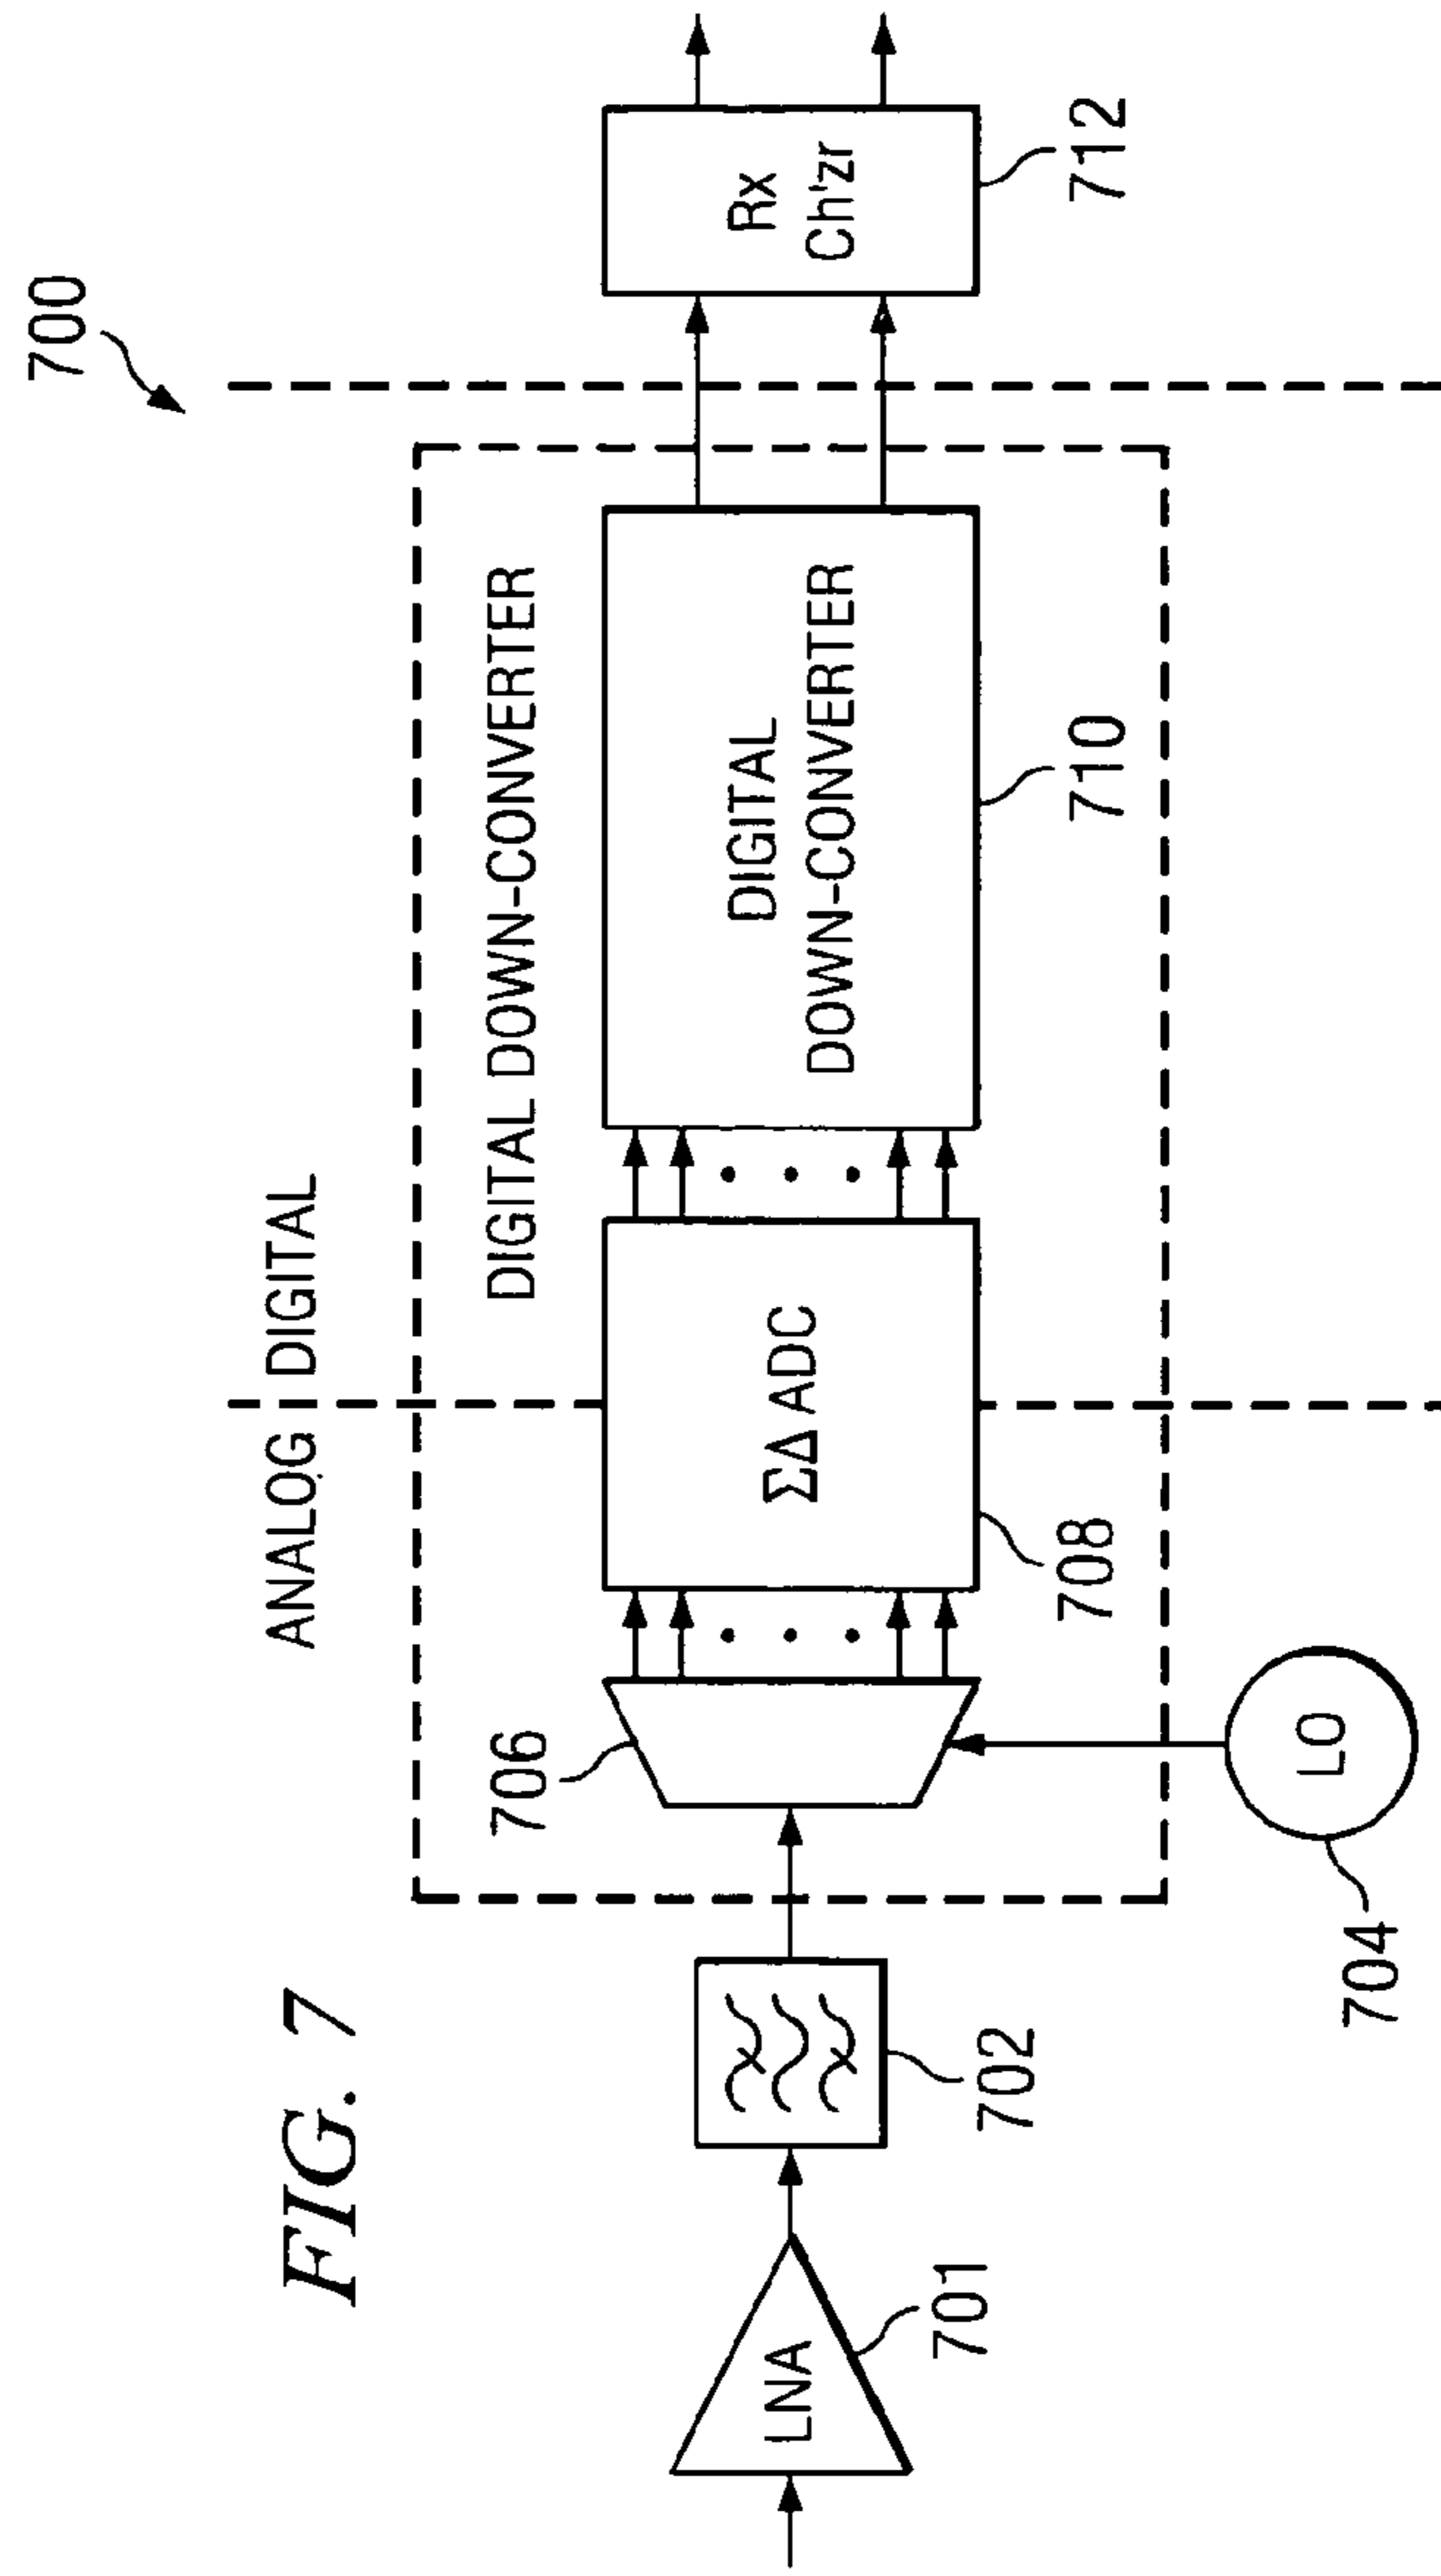 FIG. 7
700
ANALOG
DIGITAL
DIGITAL DOWN-CONVERTER
LNA
701
702
706
LO
704
ΣΔ ADC
708
DIGITAL
DOWN-CONVERTER
710
Rx
Ch'zr
712